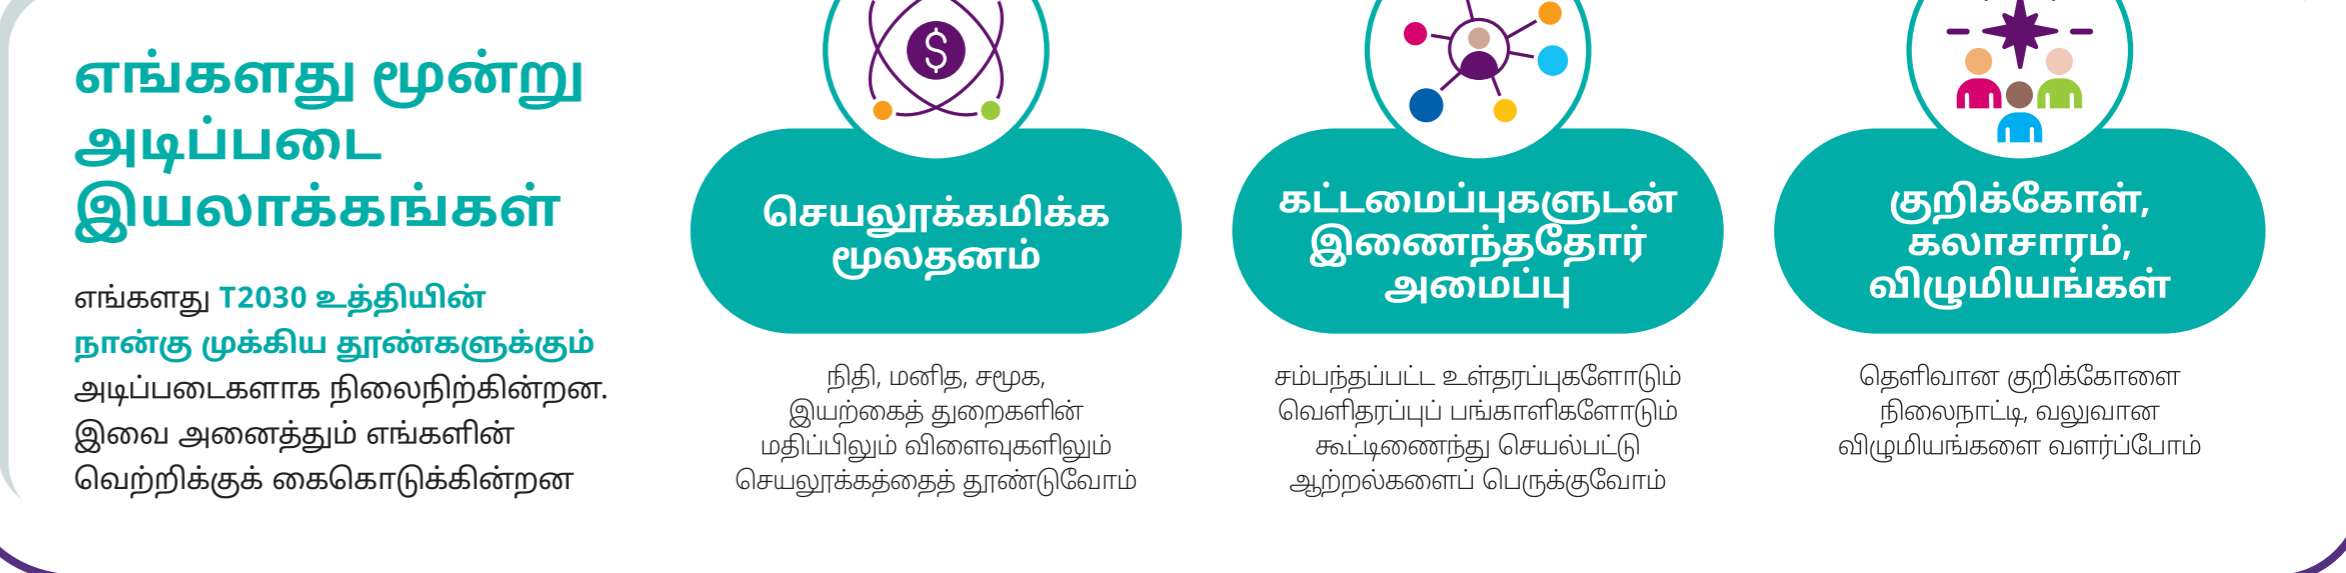 எங்களது மூன்று
அடிப்படை
இயலாக்கங்கள்
எங்களது T2030 உத்தியின்
நான்கு முக்கிய தூண்களுக்கும்
அடிப்படைகளாக நிலைநிற்கின்றன.
இவை அனைத்தும் எங்களின்
வெற்றிக்குக் கைகொடுக்கின்றன
$
செயலூக்கமிக்க
மூலதனம்
நிதி, மனித, சமூக,
இயற்கைத் துறைகளின்
மதிப்பிலும் விளைவுகளிலும்
செயலூக்கத்தைத் தூண்டுவோம்
கட்டமைப்புகளுடன்
இணைந்ததோர்
அமைப்பு
சம்பந்தப்பட்ட உள்தரப்புகளோடும்
வெளிதரப்புப் பங்காளிகளோடும்
கூட்டிணைந்து செயல்பட்டு
ஆற்றல்களைப் பெருக்குவோம்
குறிக்கோள்,
கலாசாரம்,
விழுமியங்கள்
தெளிவான குறிக்கோளை
நிலைநாட்டி, வலுவான
விழுமியங்களை வளர்ப்போம்